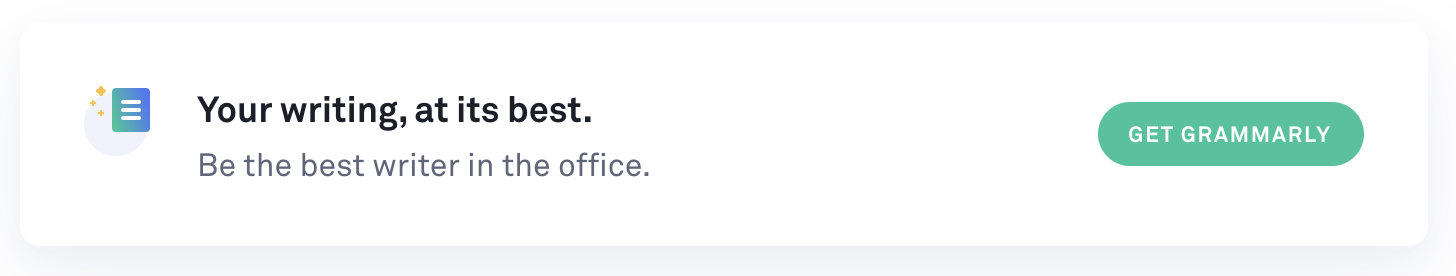 Your writing, at its best.
Be the best writer in the office.
GET GRAMMARLY